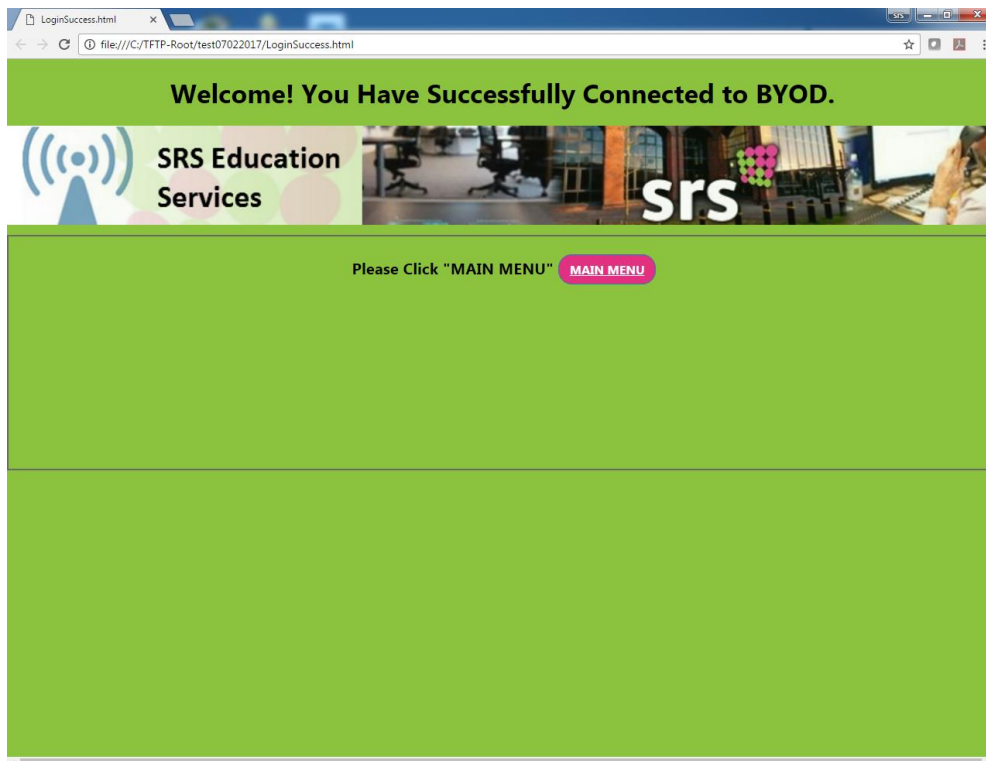 LoginSuccess.html
srs
file:///C:/TFTP-Root/test07022017/LoginSuccess.html
Welcome! You Have Successfully Connected to BYOD.
SRS Education
Services
srs
Please Click "MAIN MENU" MAIN MENU